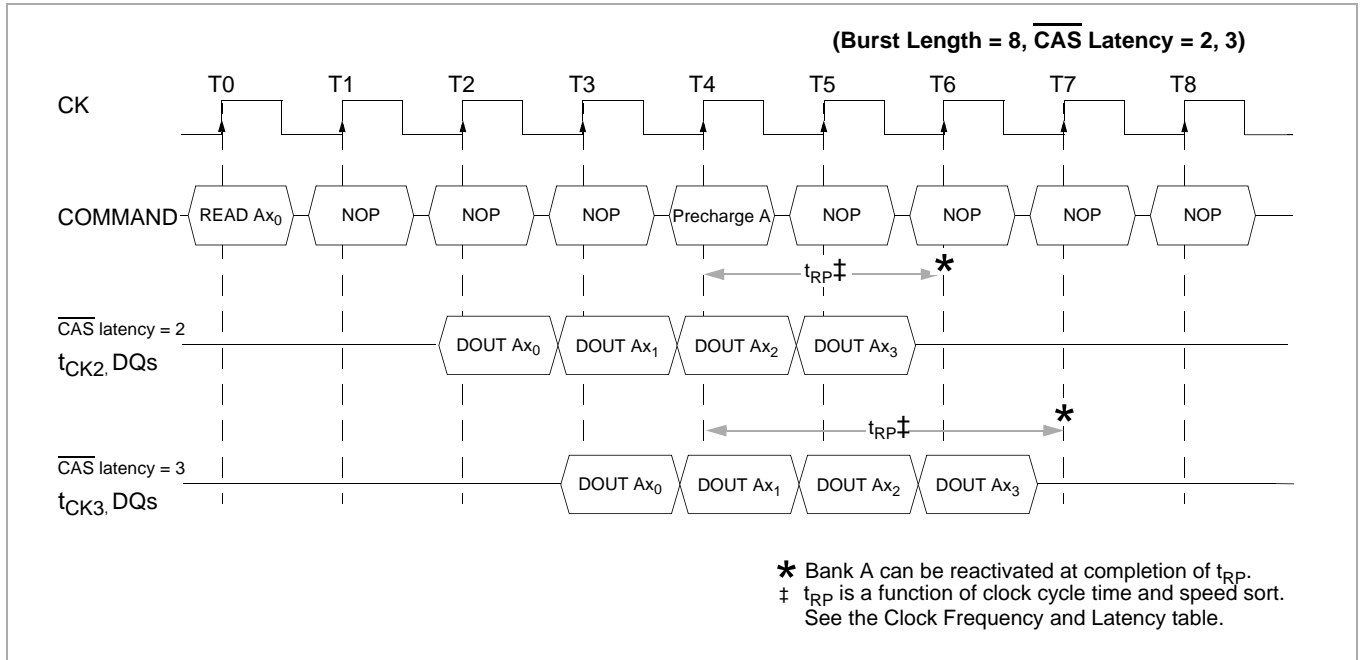 (Burst Length = 8, CAS Latency = 2, 3)
T0 T1 T2 T3 T4 T5 T6 T7 T8
CK
COMMAND READ Ax0 NOP NOP NOP Precharge A NOP NOP NOP NOP
tRP‡ *
CAS latency = 2
tCK2, DQs
DOUT Ax0 DOUT Ax1 DOUT Ax2 DOUT Ax3
tRP‡ *
CAS latency = 3
tCK3, DQs
DOUT Ax0 DOUT Ax1 DOUT Ax2 DOUT Ax3
* Bank A can be reactivated at completion of tRP.
‡ tRP is a function of clock cycle time and speed sort.
See the Clock Frequency and Latency table.